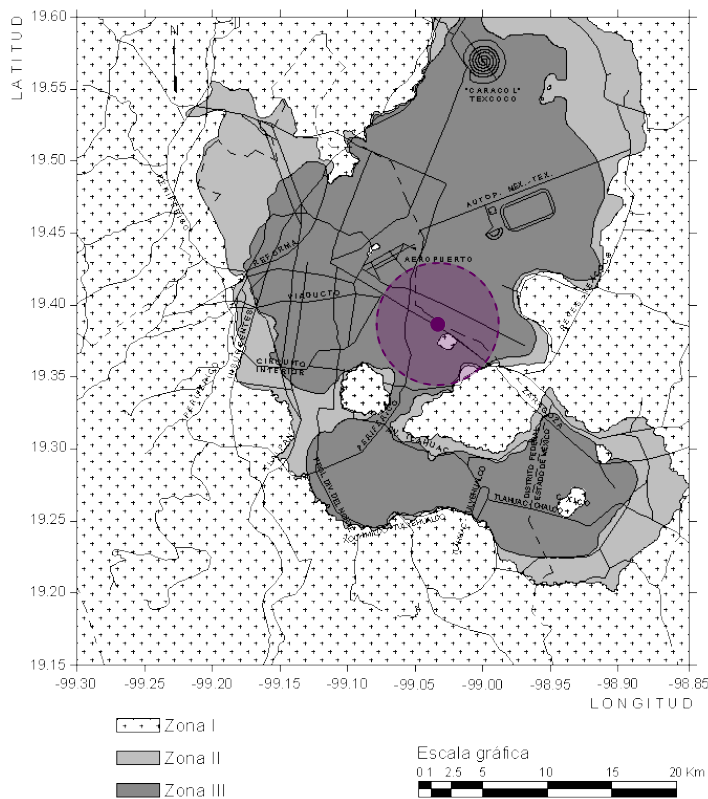 LATITUD
19.60
19.55
19.50
19.45
19.40
19.35
19.30
19.25
19.20
19.15
N
"CARACOL"
TEXCOCO
PERIFERICO
AUTOP. MEX.-TEX.
REFORMA
AEROPUERTO
VIADUCTO
INSURGENTES
CIRCUITO
INTERIOR
PERIFERICO
ZARAGOZA
PERIFERICO
TLAHUAC
DISTRITO FEDERAL
ESTADO DE MEXICO
TLAHUAC-CHALCO
-99.30
-99.25
-99.20
-99.15
-99.10
-99.05
-99.00
-98.95
-98.90
-98.85
LONGITUD
Zona I
Zona II
Zona III
Escala gráfica
0 1 2.5 5 10 15 20 Km